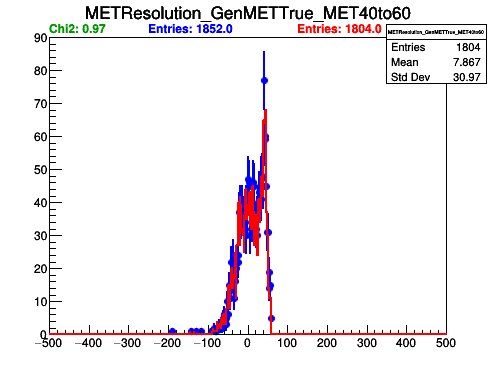 METResolution_GenMETTrue_MET40to60
Chi2: 0.97 Entries: 1852.0 Entries: 1804.0
METResolution_GenMETTrue_MET40to60
Entries 1804
Mean 7.867
Std Dev 30.97
90
80
70
60
50
40
30
20
10
0
−500 −400 −300 −200 −100 0 100 200 300 400 500